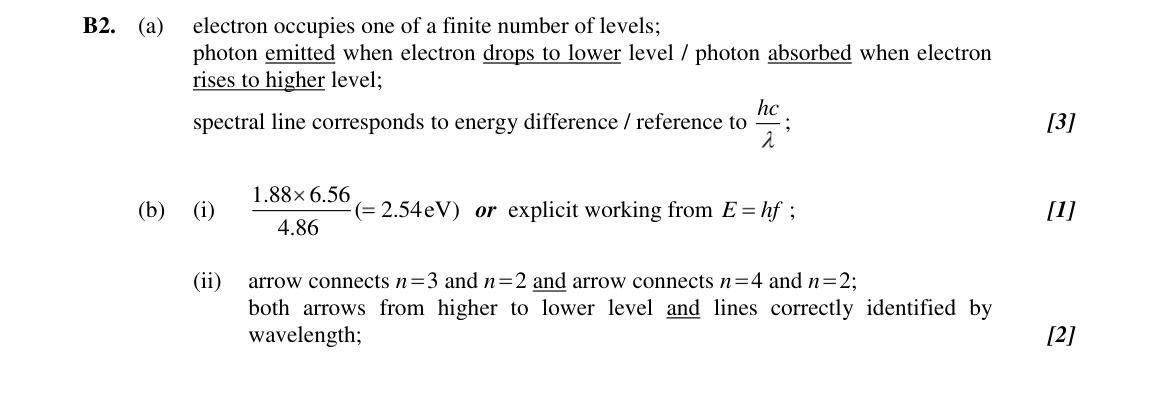 B2. (a) electron occupies one of a finite number of levels;
photon emitted when electron drops to lower level / photon absorbed when electron
rises to higher level;
spectral line corresponds to energy difference / reference to hc/λ; [3]
(b) (i) 1.88×6.56/4.86 (= 2.54eV) or explicit working from E = hf ; [1]
(ii) arrow connects n=3 and n=2 and arrow connects n=4 and n=2;
both arrows from higher to lower level and lines correctly identified by
wavelength; [2]